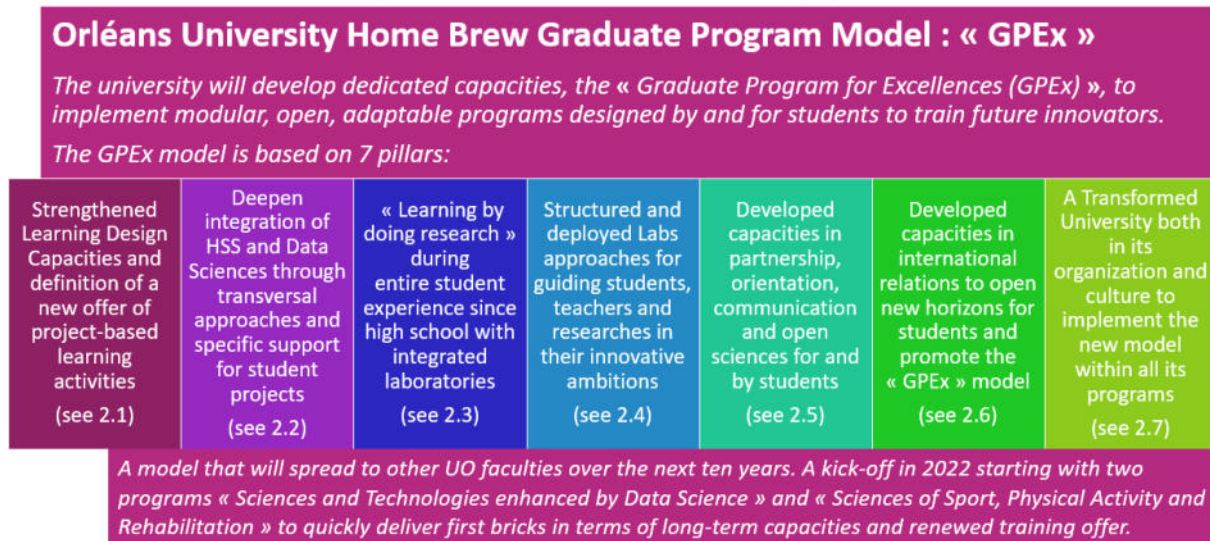 Orléans University Home Brew Graduate Program Model : « GPEx »
The university will develop dedicated capacities, the « Graduate Program for Excellences (GPEx) », to
implement modular, open, adaptable programs designed by and for students to train future innovators.
The GPEx model is based on 7 pillars:
Strengthened
Learning Design
Capacities and
definition of a
new offer of
project-based
learning
activities
(see 2.1)
Deepen
integration of
HSS and Data
Sciences through
transversal
approaches and
specific support
for student
projects
(see 2.2)
« Learning by
doing research »
during
entire student
experience since
high school with
integrated
laboratories
(see 2.3)
Structured and
deployed Labs
approaches for
guiding students,
teachers and
researches in
their innovative
ambitions
(see 2.4)
Developed
capacities in
partnership,
orientation,
communication
and open
sciences for and
by students
(see 2.5)
Developed
capacities in
international
relations to open
new horizons for
students and
promote the
« GPEx » model
(see 2.6)
A Transformed
University both
in its
organization and
culture to
implement the
new model
within all its
programs
(see 2.7)
A model that will spread to other UO faculties over the next ten years. A kick-off in 2022 starting with two
programs « Sciences and Technologies enhanced by Data Science » and « Sciences of Sport, Physical Activity and
Rehabilitation » to quickly deliver first bricks in terms of long-term capacities and renewed training offer.